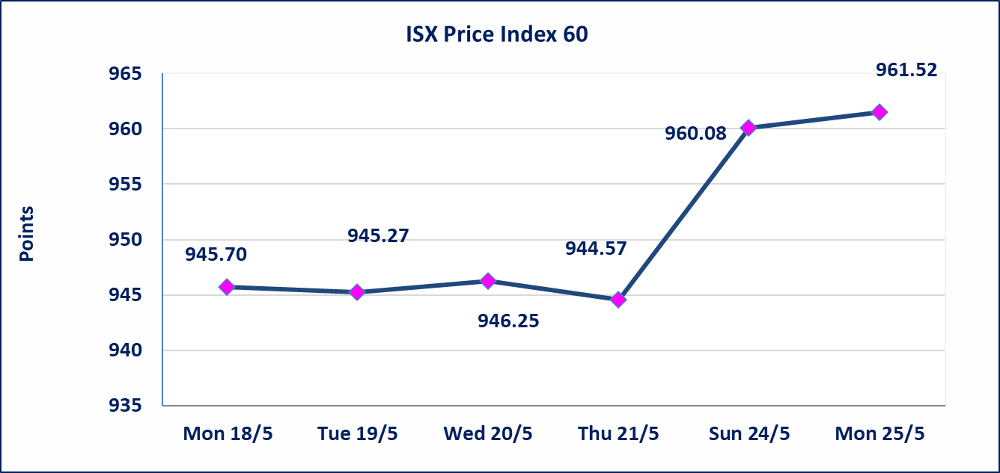 ISX Price Index 60
Points
965
960
955
950
945
940
935
945.70
945.27
946.25
944.57
960.08
961.52
Mon 18/5
Tue 19/5
Wed 20/5
Thu 21/5
Sun 24/5
Mon 25/5